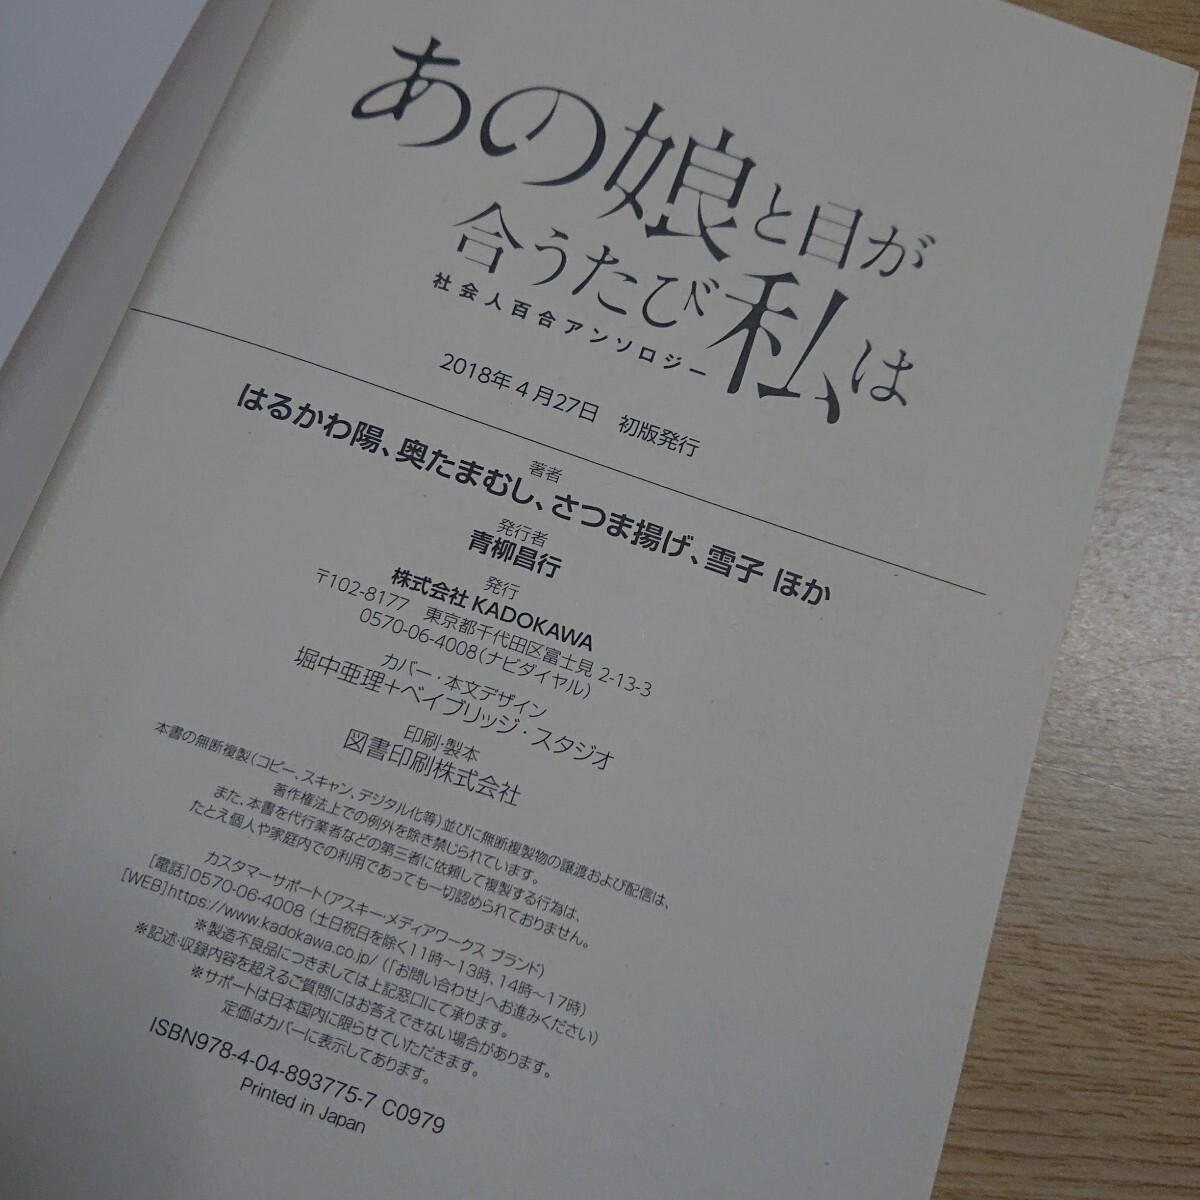 あの娘と目が
合うたび私は
社会人百合アンソロジー
2018年4月27日 初版発行
著者
はるかわ陽、奥たまむし、さつま揚げ、雪子 ほか
発行者
青柳昌行
発行
株式会社 KADOKAWA
〒102-8177 東京都千代田区富士見 2-13-3
0570-06-4008(ナビダイヤル)
カバー・本文デザイン
堀中亜理＋ベイブリッジ・スタジオ
印刷・製本
図書印刷株式会社
本書の無断複製(コピー、スキャン、デジタル化等)並びに無断複製物の譲渡および配信は、
著作権法上での例外を除き禁じられています。
また、本書を代行業者などの第三者に依頼して複製する行為は、
たとえ個人や家庭内での利用であっても一切認められておりません。
カスタマーサポート(アスキー・メディアワークス ブランド)
[電話]0570-06-4008 (土日祝日を除く11時～13時、14時～17時)
[WEB]https://www.kadokawa.co.jp/ (「お問い合わせ」へお進みください)
※製造不良品につきましては上記窓口にて承ります。
※記述・収録内容を超えるご質問にはお答えできない場合があります。
※サポートは日本国内に限らせていただきます。
定価はカバーに表示してあります。
ISBN978-4-04-893775-7 C0979
Printed in Japan